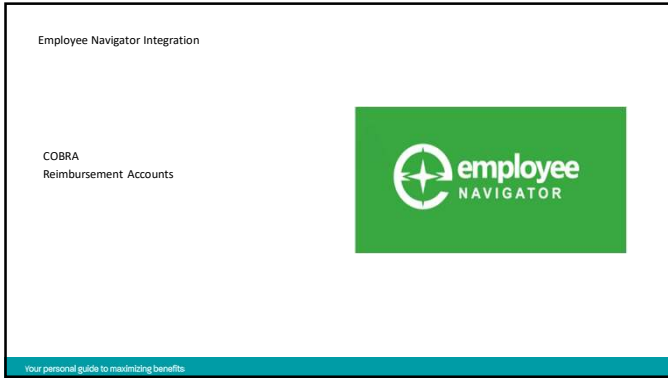 Employee Navigator Integration
COBRA
Reimbursement Accounts
employee
NAVIGATOR
Your personal guide to maximizing benefits